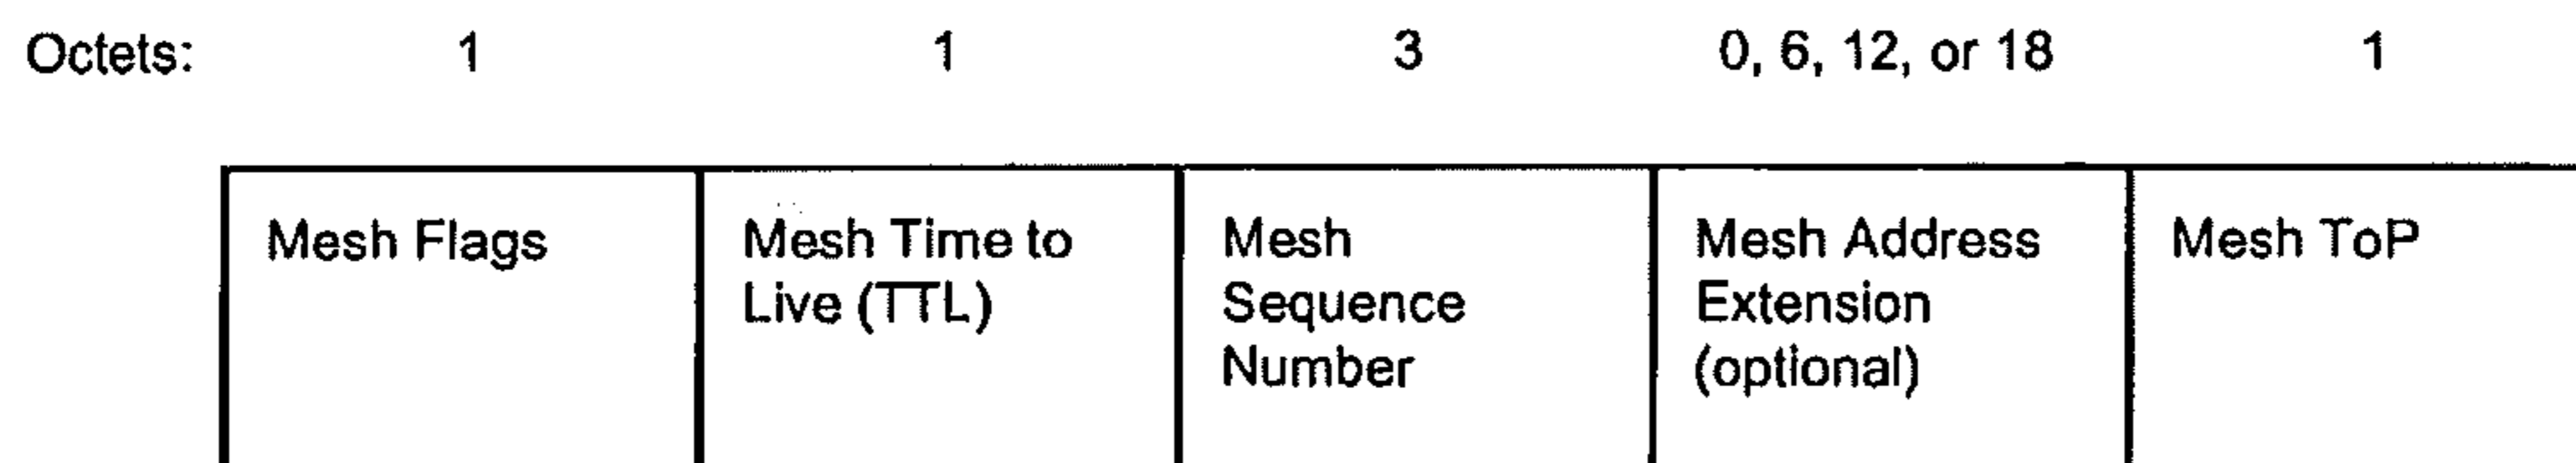 Octets: 1 1 3 0, 6, 12, or 18 1
Mesh Flags
Mesh Time to
Live (TTL)
Mesh
Sequence
Number
Mesh Address
Extension
(optional)
Mesh ToP